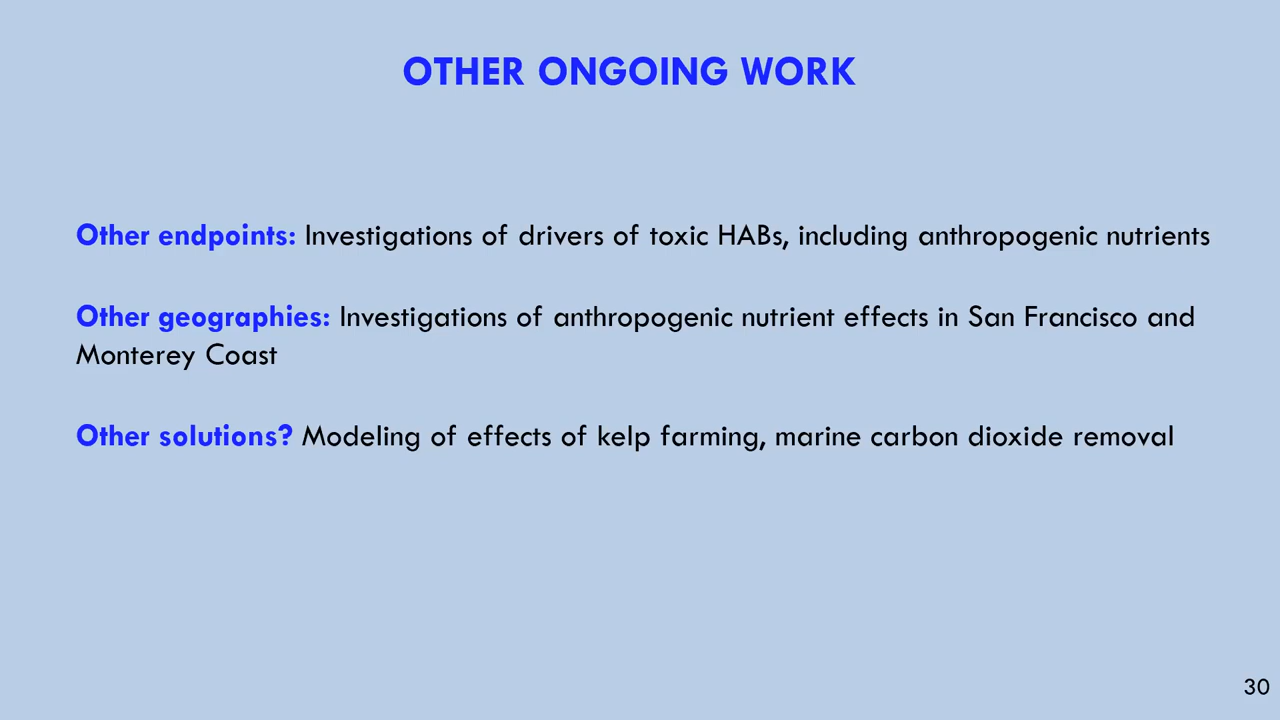 OTHER ONGOING WORK
Other endpoints: Investigations of drivers of toxic HABs, including anthropogenic nutrients
Other geographies: Investigations of anthropogenic nutrient effects in San Francisco and
Monterey Coast
Other solutions? Modeling of effects of kelp farming, marine carbon dioxide removal
30